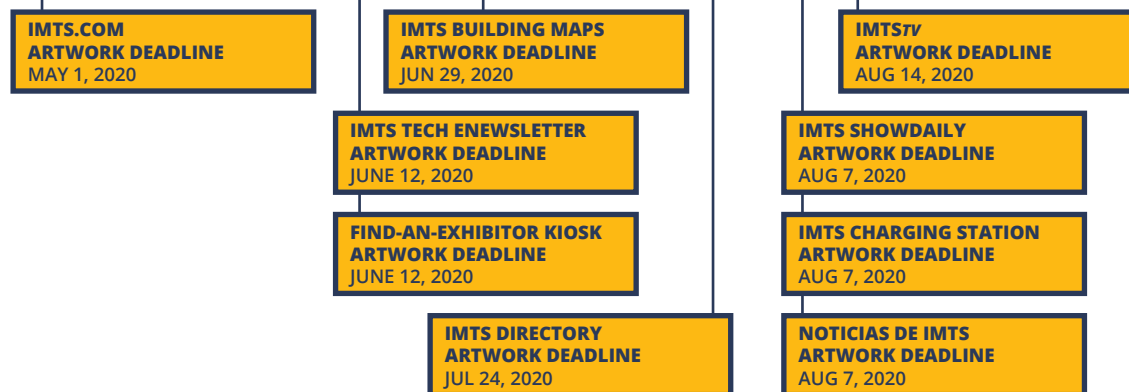 IMTS.COM
ARTWORK DEADLINE
MAY 1, 2020
IMTS BUILDING MAPS
ARTWORK DEADLINE
JUN 29, 2020
IMTSTV
ARTWORK DEADLINE
AUG 14, 2020
IMTS TECH ENEWSLETTER
ARTWORK DEADLINE
JUNE 12, 2020
IMTS SHOWDAILY
ARTWORK DEADLINE
AUG 7, 2020
FIND-AN-EXHIBITOR KIOSK
ARTWORK DEADLINE
JUNE 12, 2020
IMTS CHARGING STATION
ARTWORK DEADLINE
AUG 7, 2020
IMTS DIRECTORY
ARTWORK DEADLINE
JUL 24, 2020
NOTICIAS DE IMTS
ARTWORK DEADLINE
AUG 7, 2020